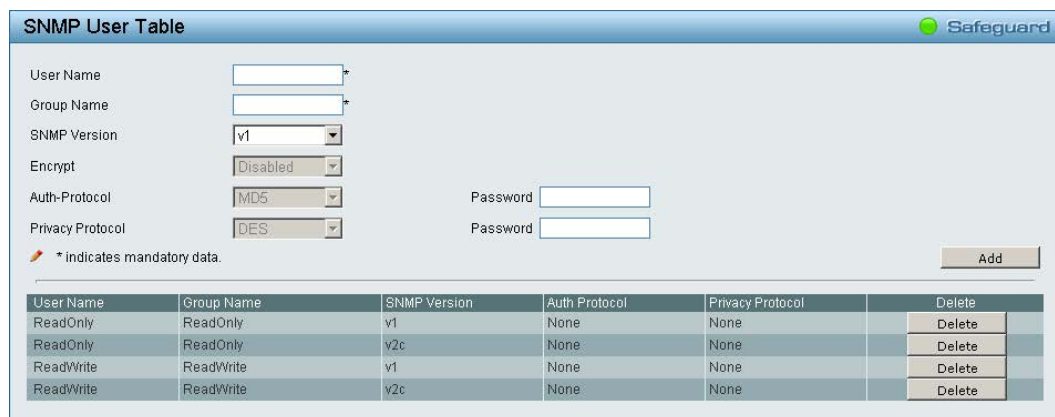 SNMP User Table Safeguard
User Name *
Group Name *
SNMP Version v1
Encrypt Disabled
Auth-Protocol MD5 Password
Privacy Protocol DES Password
* indicates mandatory data. Add
User Name Group Name SNMP Version Auth Protocol Privacy Protocol Delete
ReadOnly ReadOnly v1 None None Delete
ReadOnly ReadOnly v2c None None Delete
ReadWrite ReadWrite v1 None None Delete
ReadWrite ReadWrite v2c None None Delete